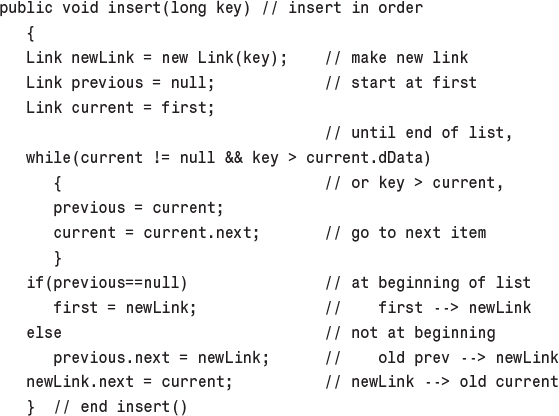 public void insert(long key) // insert in order
{
Link newLink = new Link(key); // make new link
Link previous = null; // start at first
Link current = first;
// until end of list,
while(current != null && key > current.dData)
{ // or key > current,
previous = current;
current = current.next; // go to next item
}
if(previous==null) // at beginning of list
first = newLink; // first --> newLink
else // not at beginning
previous.next = newLink; // old prev --> newLink
newLink.next = current; // newLink --> old current
} // end insert()